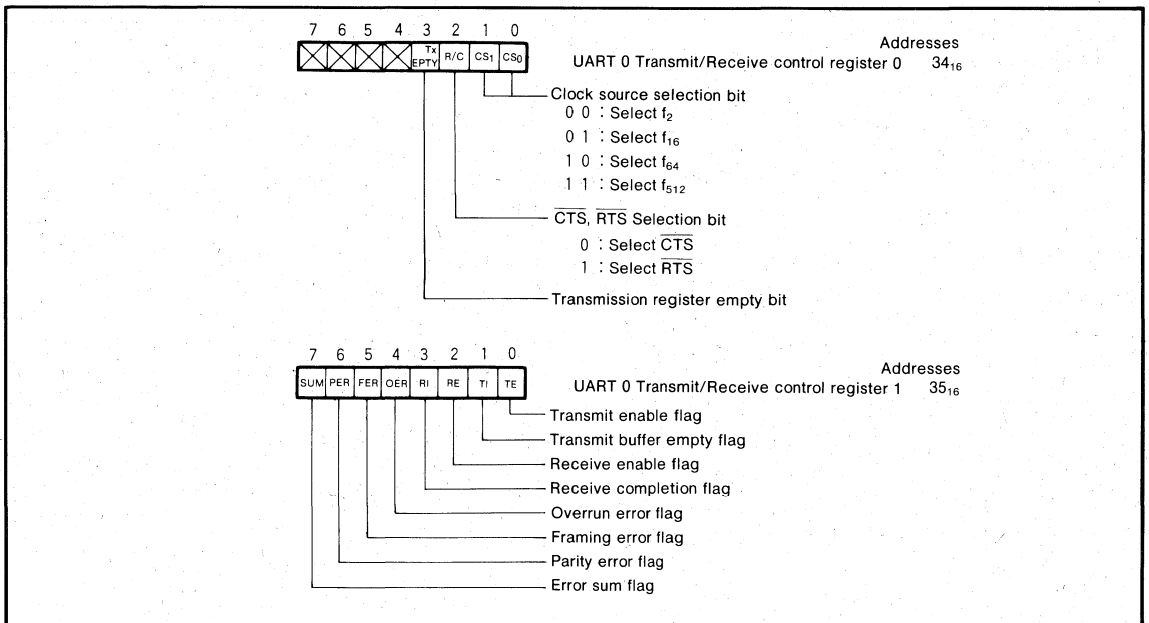 7 6 5 4 3 2 1 0
Addresses
Tx EPTY R/C CS1 CS0
UART 0 Transmit/Receive control register 0 34₁₆
Clock source selection bit
0 0 : Select f₂
0 1 : Select f₁₆
1 0 : Select f₆₄
1 1 : Select f₅₁₂
C̅T̅S̅, R̅T̅S̅ Selection bit
0 : Select C̅T̅S̅
1 : Select R̅T̅S̅
Transmission register empty bit
7 6 5 4 3 2 1 0
Addresses
SUM PER FER OER RI RE TI TE
UART 0 Transmit/Receive control register 1 35₁₆
Transmit enable flag
Transmit buffer empty flag
Receive enable flag
Receive completion flag
Overrun error flag
Framing error flag
Parity error flag
Error sum flag